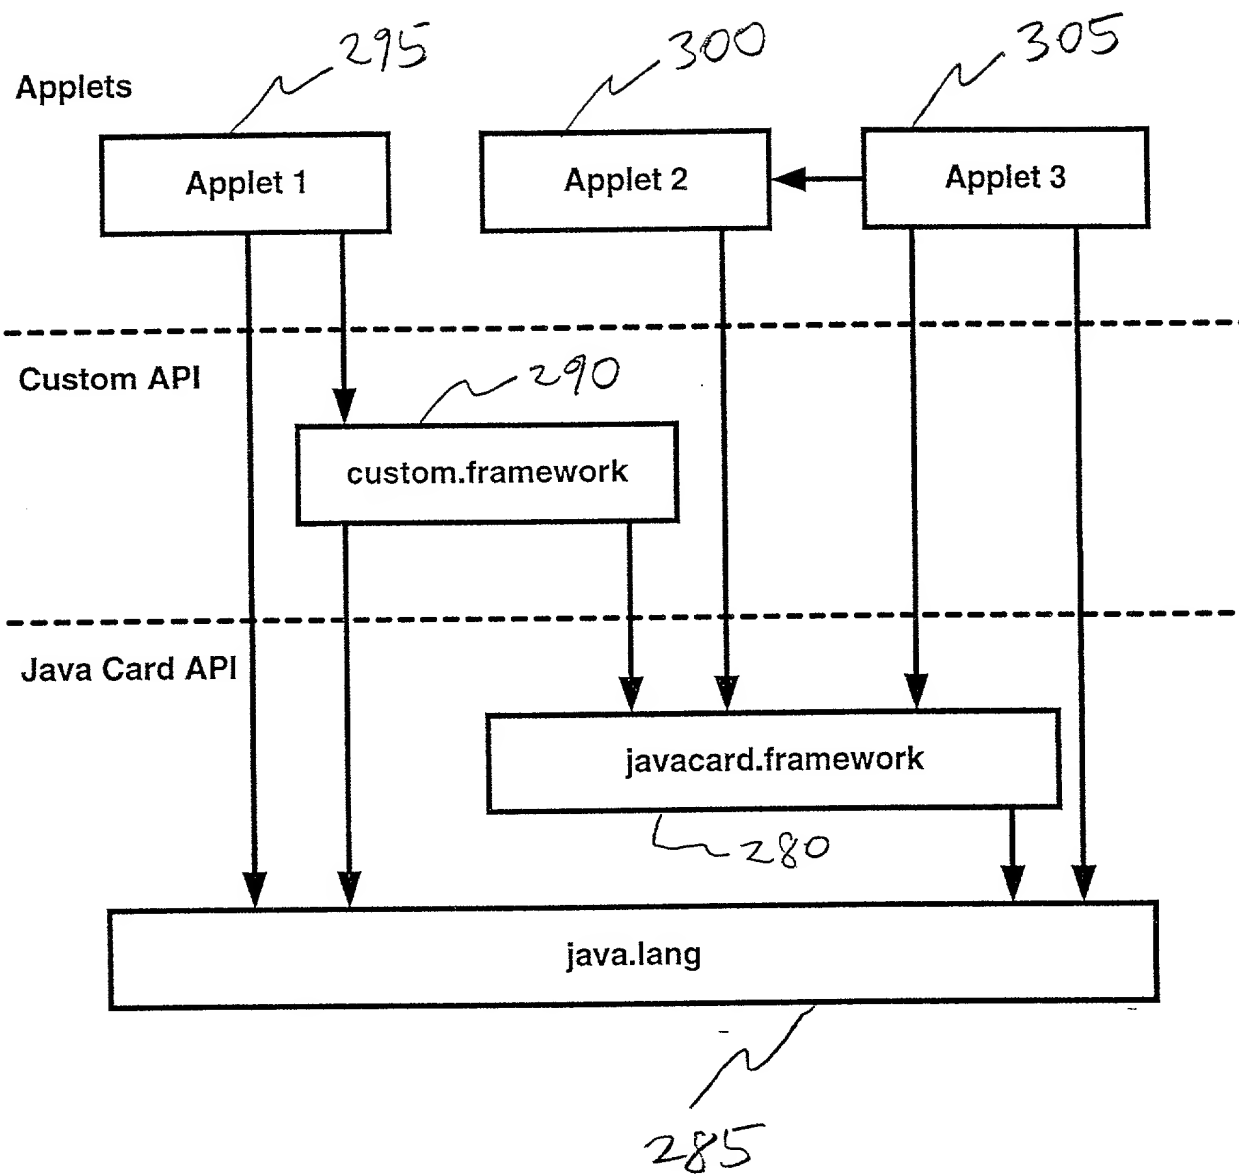 295
300
305
Applets
Applet 1
Applet 2
Applet 3
Custom API
290
custom.framework
Java Card API
javacard.framework
280
java.lang
285